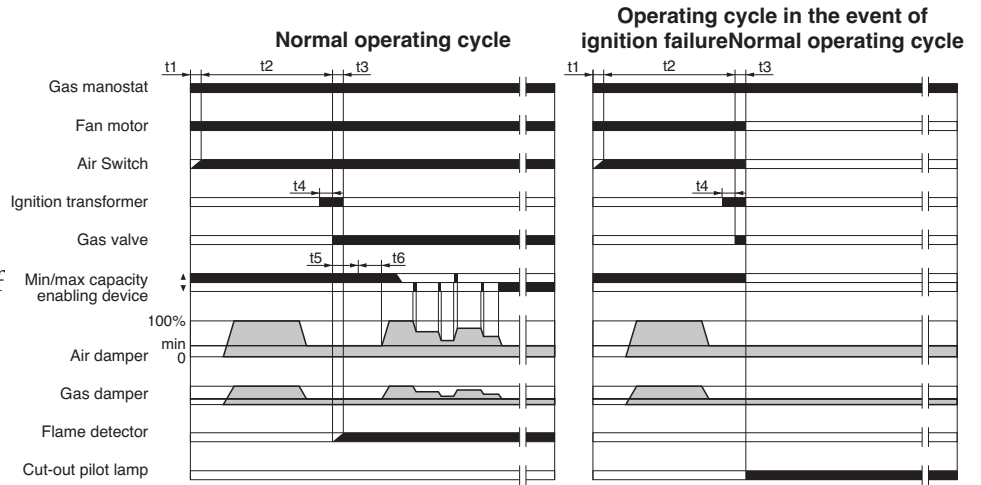 Operating cycle in the event of
Normal operating cycle
ignition failureNormal operating cycle
t1 t2 t3
t1 t2 t3
Gas manostat
Fan motor
Air Switch
t4
t4
Ignition transformer
Gas valve
t5 t6
Min/max capacity
enabling device
100%
min
0
Air damper
Gas damper
Flame detector
Cut-out pilot lamp